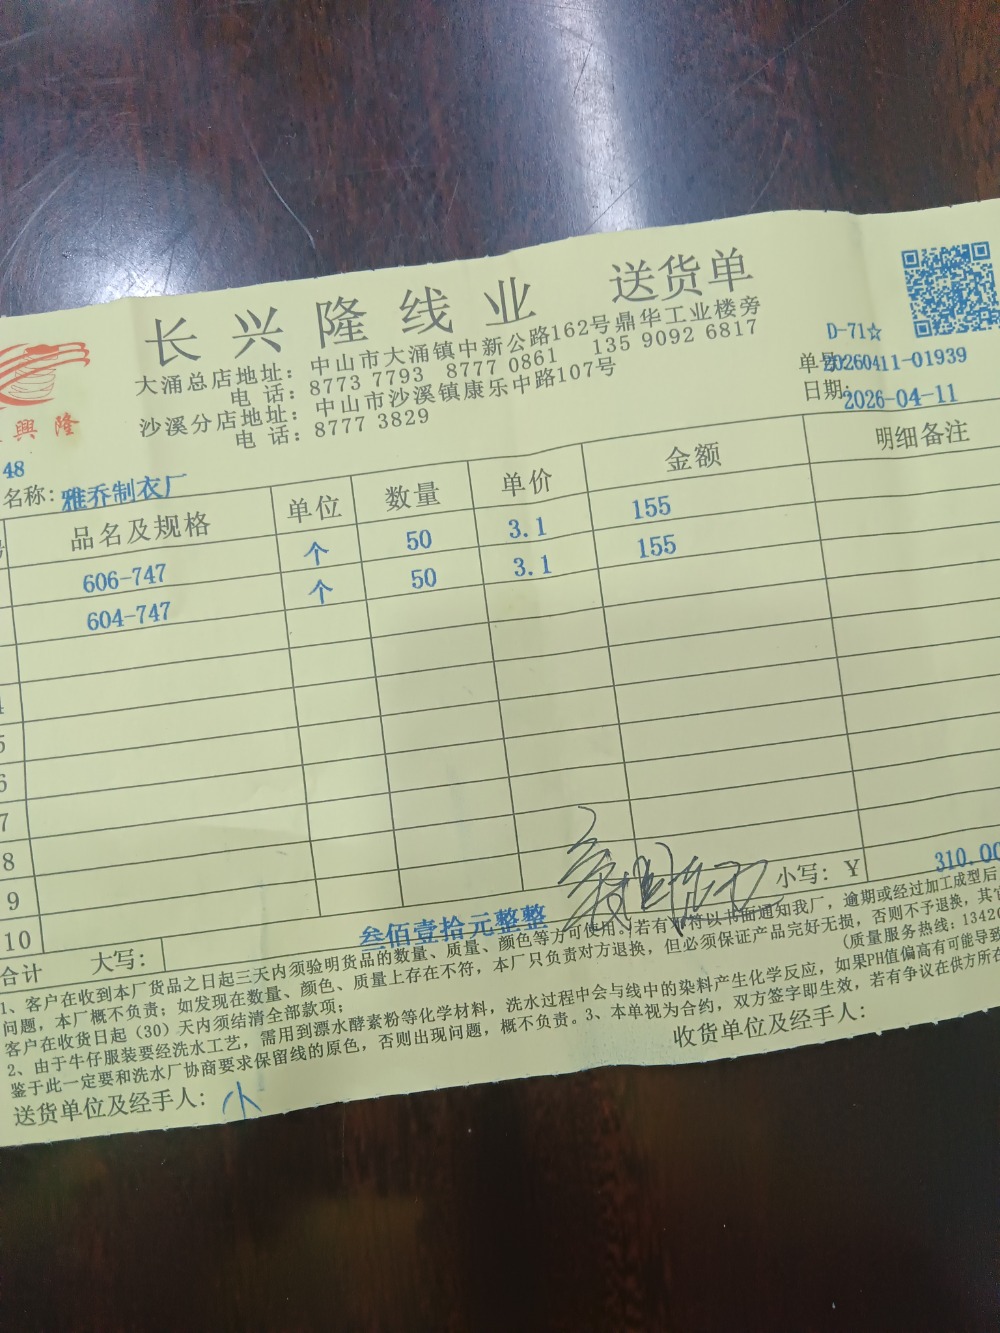 长兴隆线业 送货单
大涌总店地址：中山市大涌镇中新公路162号鼎华工业楼旁
电 话：8773 7793 8777 0861 135 9092 6817
沙溪分店地址：中山市沙溪镇康乐中路107号
电 话：8777 3829
D-71☆
单号:20260411-01939
日期:2026-04-11
興隆
48
名称:雅乔制衣厂
品名及规格 单位 数量 单价 金额 明细备注
606-747 个 50 3.1 155
604-747 个 50 3.1 155
4
5
6
7
8
9
10
合计 大写: 叁佰壹拾元整整 小写: Y 310.00
1、客户在收到本厂货品之日起三天内须验明货品的数量、质量、颜色等方可使用,若有不符以书面通知我厂，逾期或经过加工成型后
问题，本厂概不负责；如发现在数量、颜色、质量上存在不符，本厂只负责对方退换，但必须保证产品完好无损，否则不予退换，其它
客户在收货日起（30）天内须结清全部款项；
（质量服务热线：13420
2、由于牛仔服装要经洗水工艺，需用到漂水酵素粉等化学材料，洗水过程中会与线中的染料产生化学反应，如果PH值偏高有可能导致
鉴于此一定要和洗水厂协商要求保留线的原色，否则出现问题，概不负责。3、本单视为合约，双方签字即生效，若有争议在供方所在
送货单位及经手人: 小
收货单位及经手人: